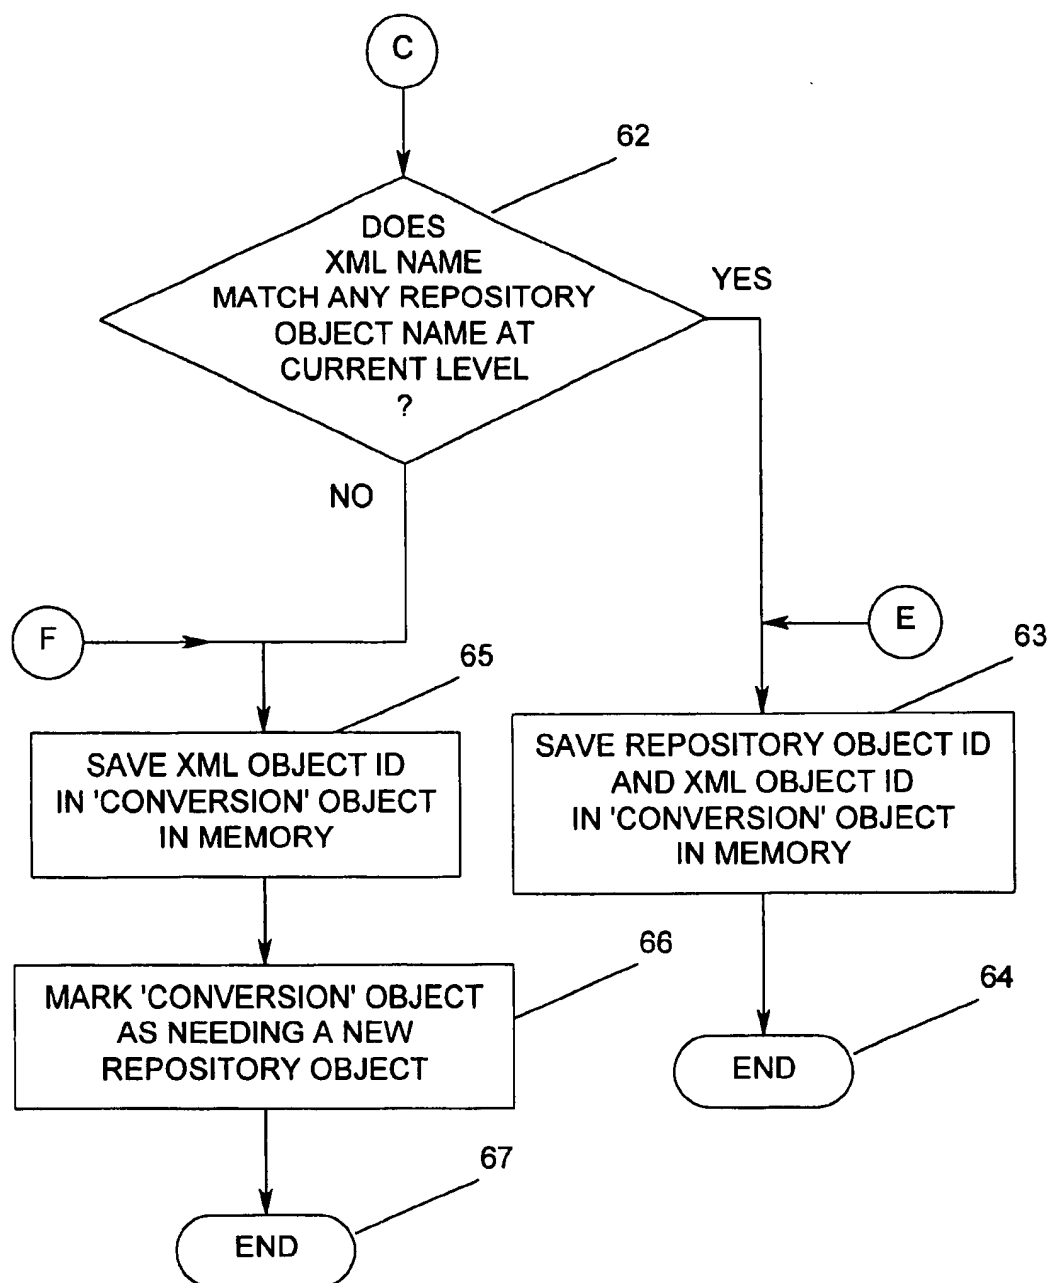 C
62
DOES
XML NAME
MATCH ANY REPOSITORY
OBJECT NAME AT
CURRENT LEVEL
?
YES
NO
F
E
65
63
SAVE XML OBJECT ID
IN 'CONVERSION' OBJECT
IN MEMORY
SAVE REPOSITORY OBJECT ID
AND XML OBJECT ID
IN 'CONVERSION' OBJECT
IN MEMORY
66
64
MARK 'CONVERSION' OBJECT
AS NEEDING A NEW
REPOSITORY OBJECT
END
67
END